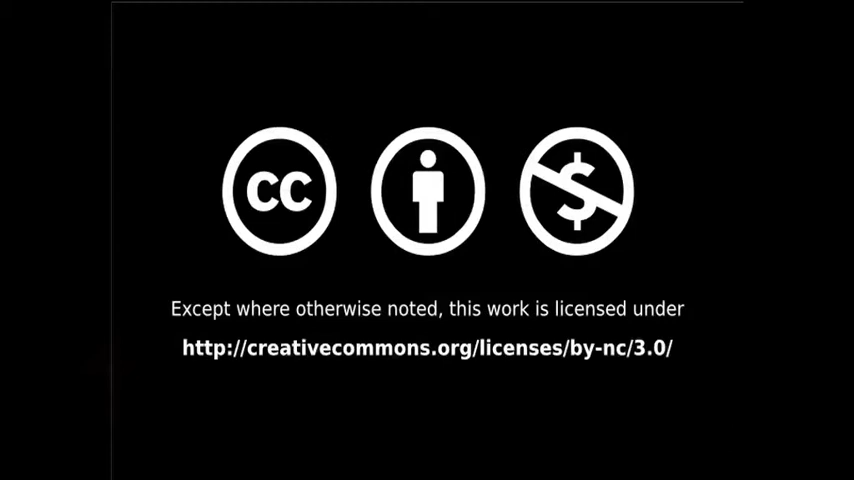 cc
$
Except where otherwise noted, this work is licensed under
http://creativecommons.org/licenses/by-nc/3.0/